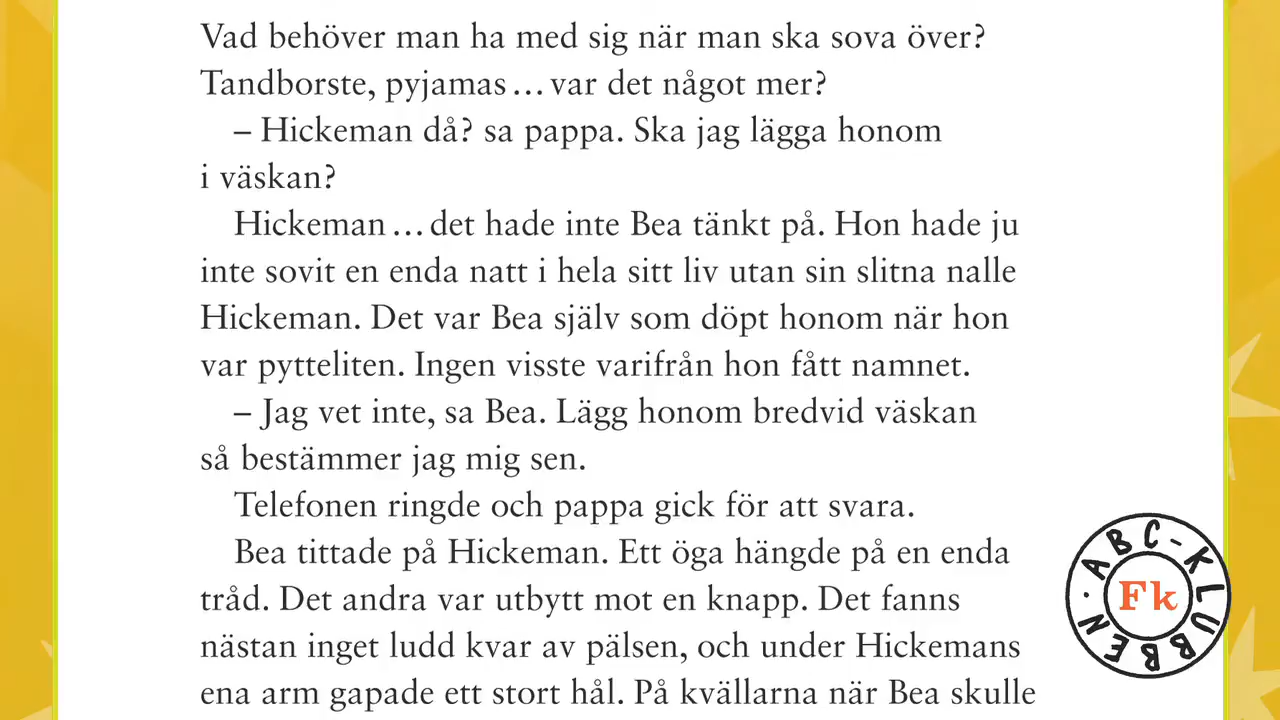 Vad behöver man ha med sig när man ska sova över?
Tandborste, pyjamas … var det något mer?
– Hickeman då? sa pappa. Ska jag lägga honom
i väskan?
Hickeman … det hade inte Bea tänkt på. Hon hade ju
inte sovit en enda natt i hela sitt liv utan sin slitna nalle
Hickeman. Det var Bea själv som döpt honom när hon
var pytteliten. Ingen visste varifrån hon fått namnet.
– Jag vet inte, sa Bea. Lägg honom bredvid väskan
så bestämmer jag mig sen.
Telefonen ringde och pappa gick för att svara.
Bea tittade på Hickeman. Ett öga hängde på en enda
tråd. Det andra var utbytt mot en knapp. Det fanns
nästan inget ludd kvar av pälsen, och under Hickemans
ena arm gapade ett stort hål. På kvällarna när Bea skulle
ABC-KLUBBEN
Fk